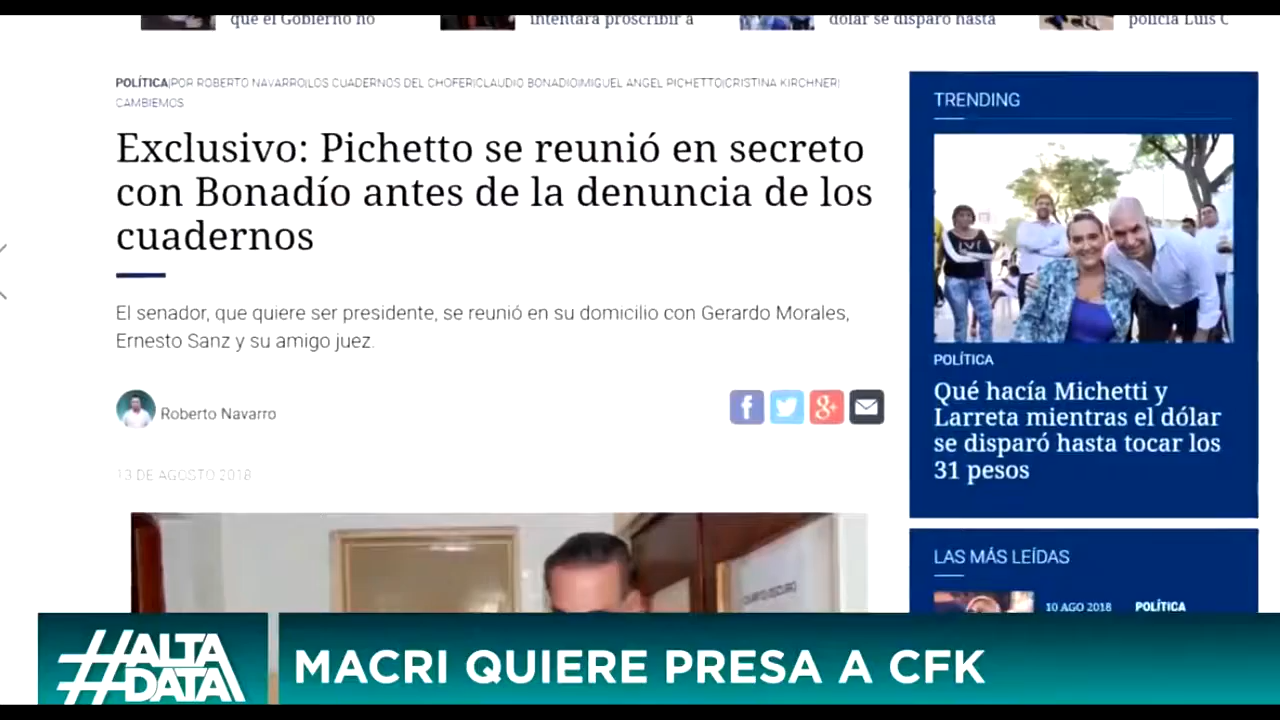 que el Gobierno no
intentará proscribir a
dólar se disparó hasta
policía Luis C
POLÍTICA|POR ROBERTO NAVARRO|LOS CUADERNOS DEL CHOFER|CLAUDIO BONADIO|MIGUEL ANGEL PICHETTO|CRISTINA KIRCHNER|
CAMBIEMOS
Exclusivo: Pichetto se reunió en secreto
con Bonadío antes de la denuncia de los
cuadernos
El senador, que quiere ser presidente, se reunió en su domicilio con Gerardo Morales,
Ernesto Sanz y su amigo juez.
Roberto Navarro
13 DE AGOSTO 2018
TRENDING
POLÍTICA
Qué hacía Michetti y
Larreta mientras el dólar
se disparó hasta tocar los
31 pesos
LAS MÁS LEÍDAS
10 AGO 2018 POLÍTICA
CUARTO OSCURO
#ALTA
DATA
MACRI QUIERE PRESA A CFK